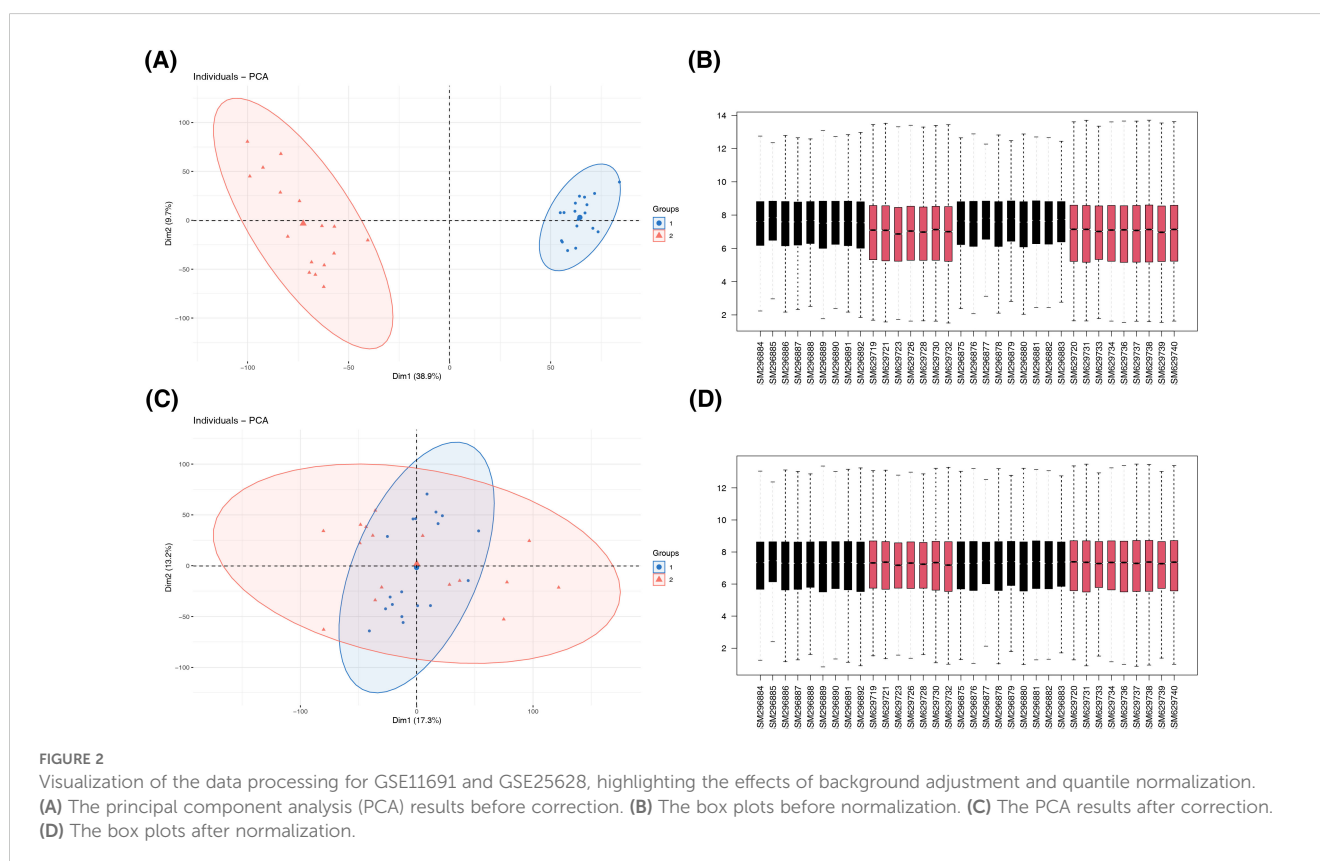 (A)
Individuals − PCA
100
50
0
−50
−100
Dim2 (9.7%)
−100
−50
0
50
Dim1 (38.9%)
Groups
1
2
(B)
14
12
10
8
6
4
2
SM296884
SM296885
SM296886
SM296887
SM296888
SM296889
SM296890
SM296891
SM296892
SM629719
SM629721
SM629723
SM629726
SM629728
SM629730
SM629732
SM296875
SM296876
SM296877
SM296878
SM296879
SM296880
SM296881
SM296882
SM296883
SM629720
SM629731
SM629733
SM629734
SM629736
SM629737
SM629738
SM629739
SM629740
(C)
Individuals − PCA
100
50
0
−50
−100
Dim2 (13.2%)
−100
0
100
Dim1 (17.3%)
Groups
1
2
(D)
12
10
8
6
4
2
SM296884
SM296885
SM296886
SM296887
SM296888
SM296889
SM296890
SM296891
SM296892
SM629719
SM629721
SM629723
SM629726
SM629728
SM629730
SM629732
SM296875
SM296876
SM296877
SM296878
SM296879
SM296880
SM296881
SM296882
SM296883
SM629720
SM629731
SM629733
SM629734
SM629736
SM629737
SM629738
SM629739
SM629740
FIGURE 2
Visualization of the data processing for GSE11691 and GSE25628, highlighting the effects of background adjustment and quantile normalization.
(A) The principal component analysis (PCA) results before correction. (B) The box plots before normalization. (C) The PCA results after correction.
(D) The box plots after normalization.